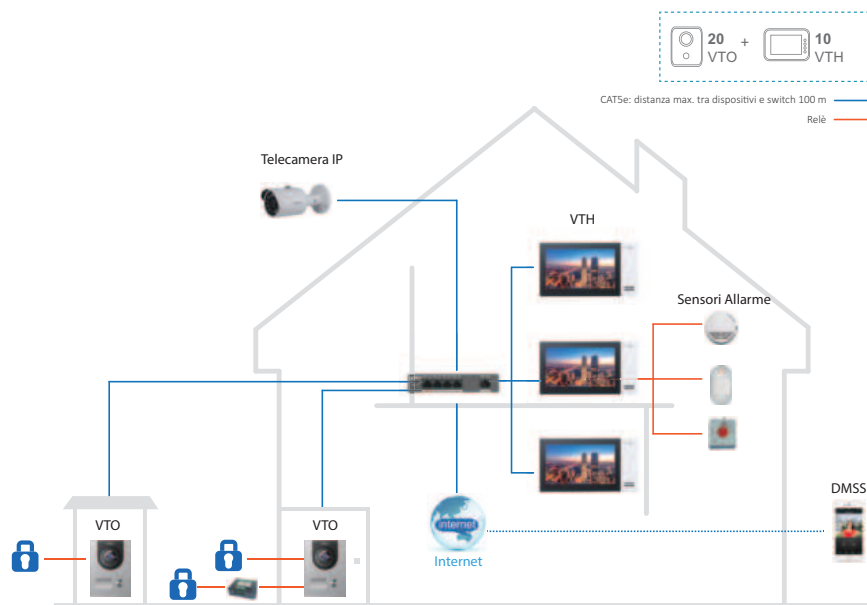 20
VTO
+
10
VTH
CAT5e: distanza max. tra dispositivi e switch 100 m
Relè
Telecamera IP
VTH
Sensori Allarme
DMSS
VTO
VTO
internet
Internet